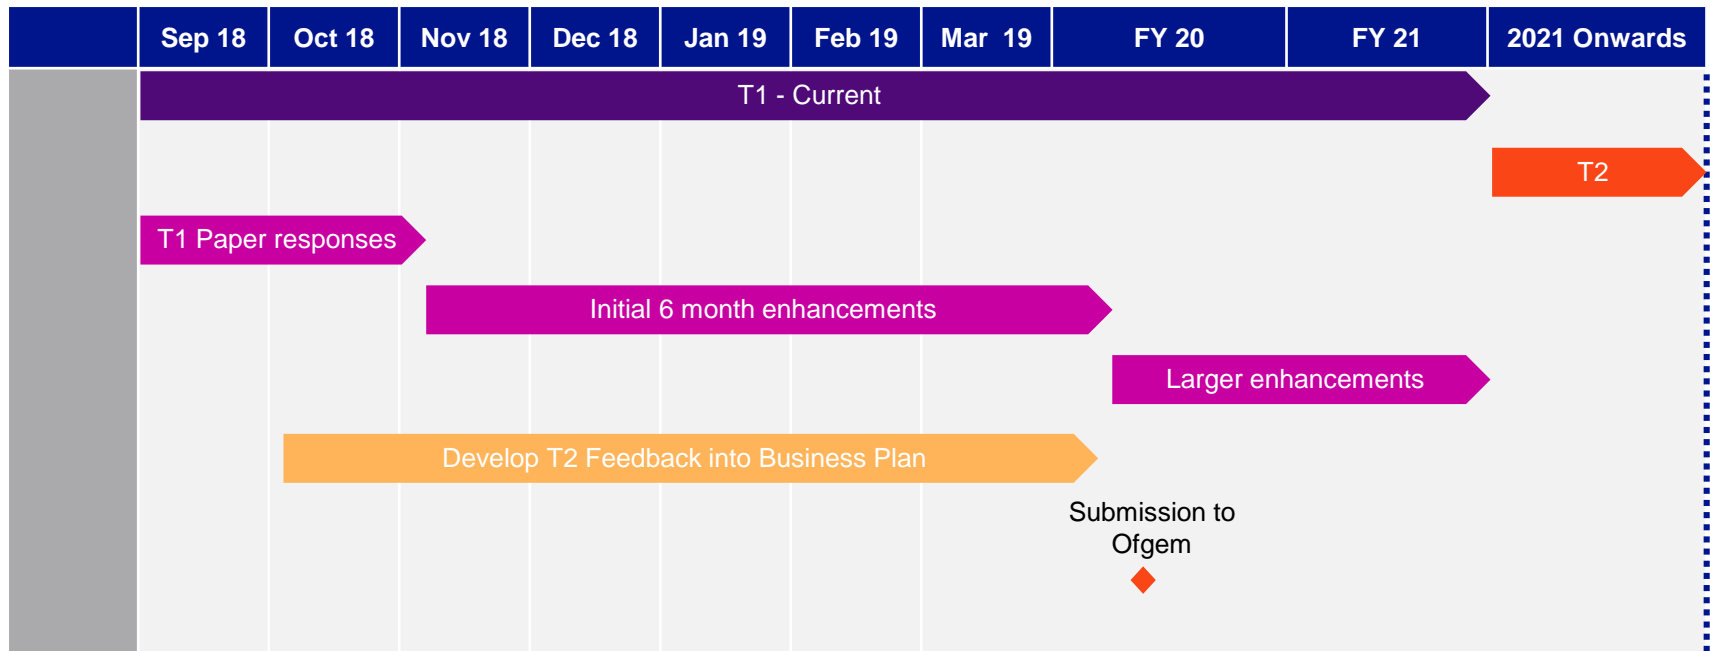 Sep 18 Oct 18 Nov 18 Dec 18 Jan 19 Feb 19 Mar 19 FY 20 FY 21 2021 Onwards
T1 - Current
T2
T1 Paper responses
Initial 6 month enhancements
Larger enhancements
Develop T2 Feedback into Business Plan
Submission to
Ofgem